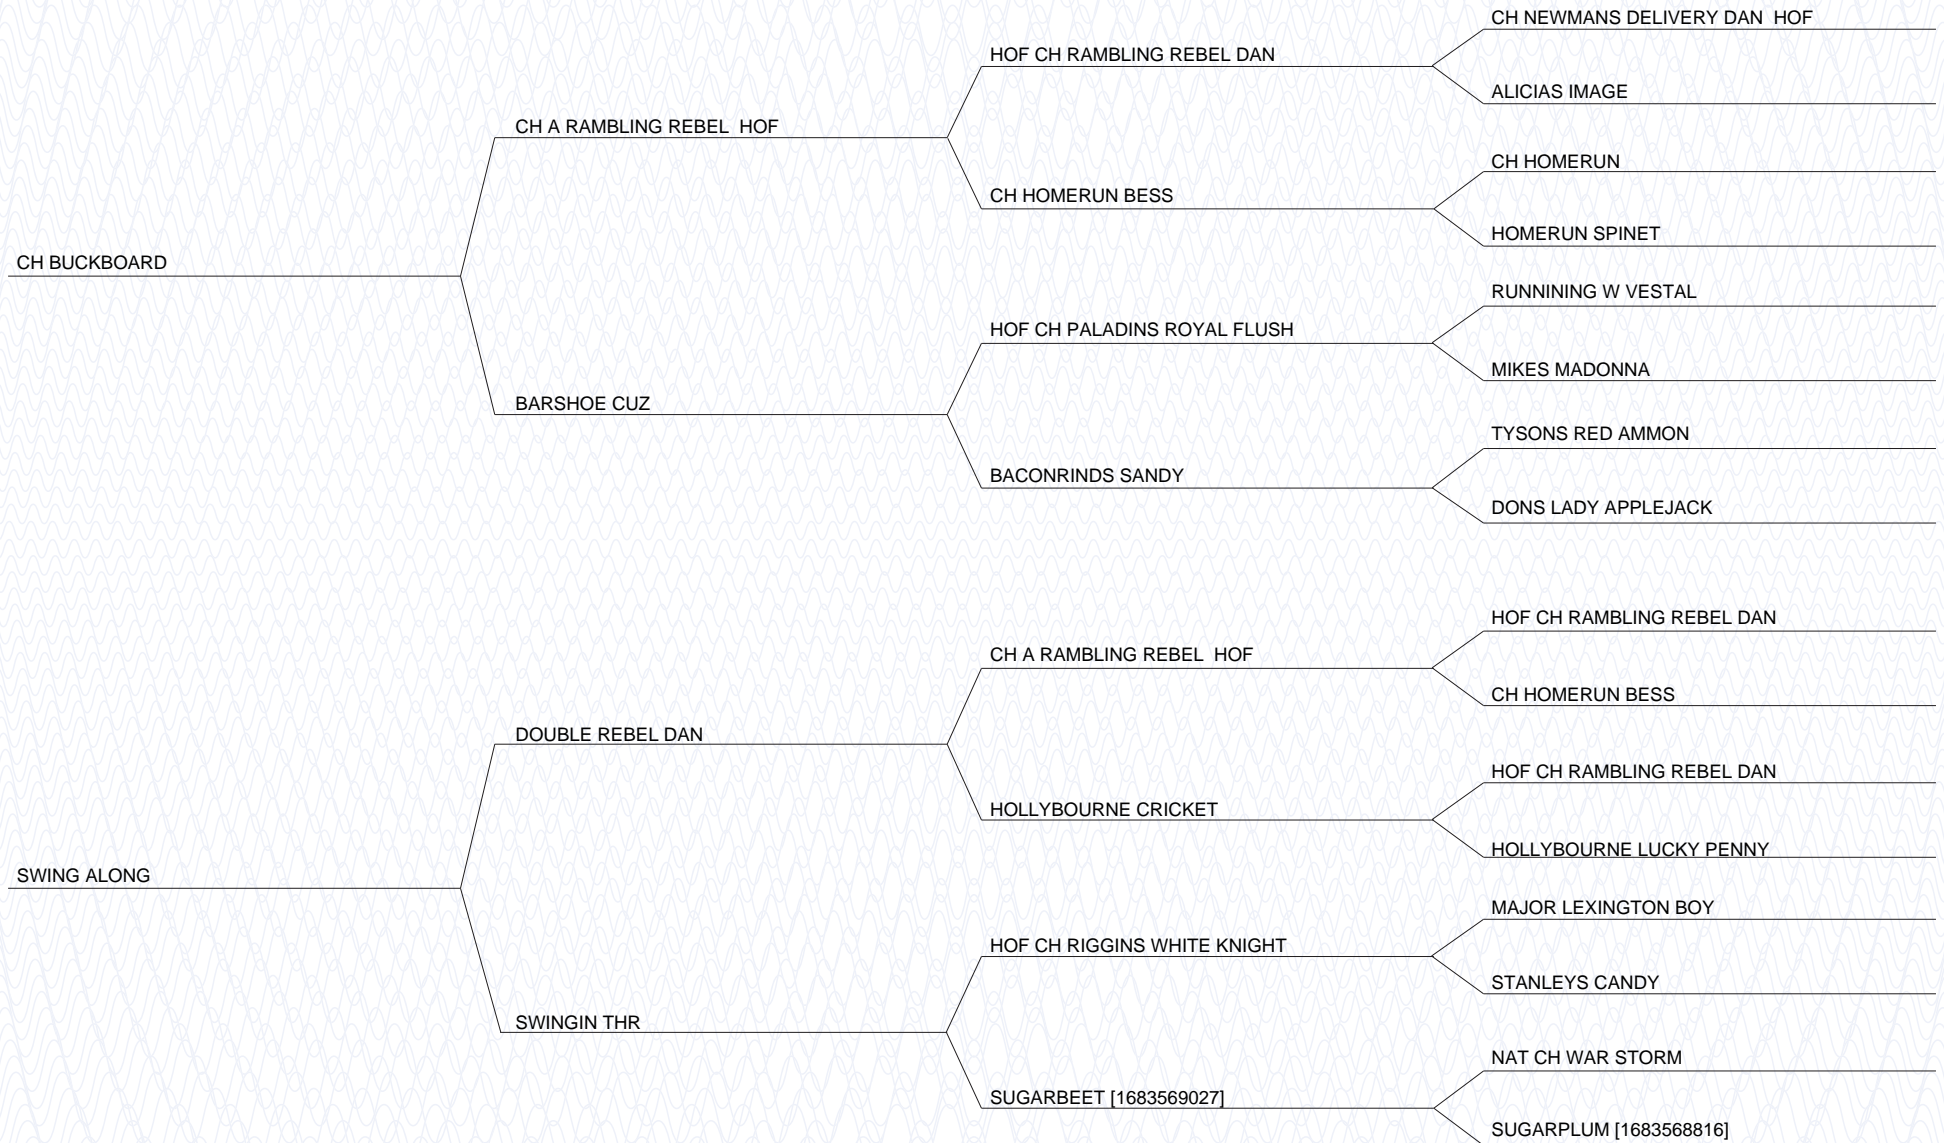 CH NEWMANS DELIVERY DAN  HOF
HOF CH RAMBLING REBEL DAN
ALICIAS IMAGE
CH A RAMBLING REBEL  HOF
CH HOMERUN
CH HOMERUN BESS
HOMERUN SPINET
CH BUCKBOARD
RUNNINING W VESTAL
HOF CH PALADINS ROYAL FLUSH
MIKES MADONNA
BARSHOE CUZ
TYSONS RED AMMON
BACONRINDS SANDY
DONS LADY APPLEJACK
HOF CH RAMBLING REBEL DAN
CH A RAMBLING REBEL  HOF
CH HOMERUN BESS
DOUBLE REBEL DAN
HOF CH RAMBLING REBEL DAN
HOLLYBOURNE CRICKET
HOLLYBOURNE LUCKY PENNY
SWING ALONG
MAJOR LEXINGTON BOY
HOF CH RIGGINS WHITE KNIGHT
STANLEYS CANDY
SWINGIN THR
NAT CH WAR STORM
SUGARBEET [1683569027]
SUGARPLUM [1683568816]